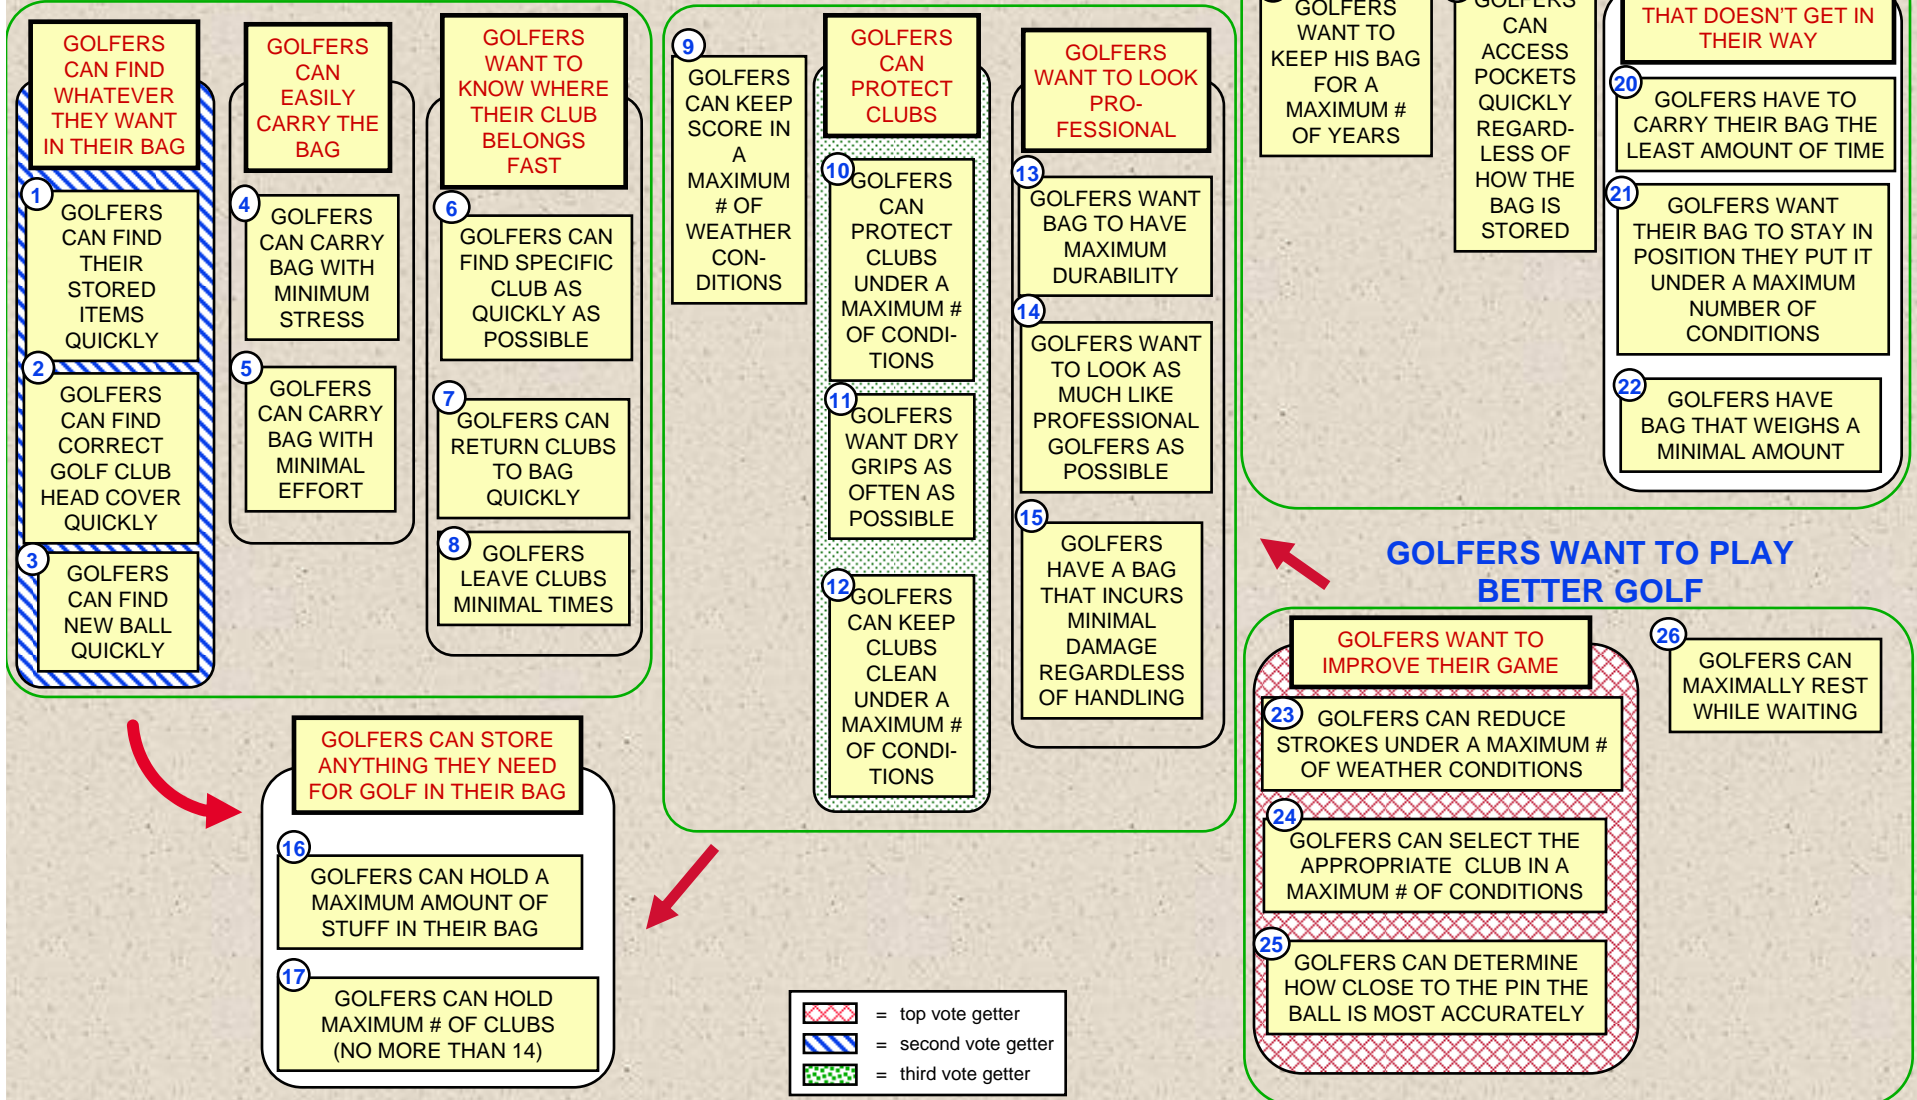 GOLFERS
CAN FIND
WHATEVER
THEY WANT
IN THEIR BAG
1
GOLFERS
CAN FIND
THEIR
STORED
ITEMS
QUICKLY
2
GOLFERS
CAN FIND
CORRECT
GOLF CLUB
HEAD COVER
QUICKLY
3
GOLFERS
CAN FIND
NEW BALL
QUICKLY
GOLFERS
CAN
EASILY
CARRY THE
BAG
4
GOLFERS
CAN CARRY
BAG WITH
MINIMUM
STRESS
5
GOLFERS
CAN CARRY
BAG WITH
MINIMAL
EFFORT
GOLFERS
WANT TO
KNOW WHERE
THEIR CLUB
BELONGS
FAST
6
GOLFERS CAN
FIND SPECIFIC
CLUB AS
QUICKLY AS
POSSIBLE
7
GOLFERS CAN
RETURN CLUBS
TO BAG
QUICKLY
8
GOLFERS
LEAVE CLUBS
MINIMAL TIMES
9
GOLFERS
CAN KEEP
SCORE IN
A
MAXIMUM
# OF
WEATHER
CON-
DITIONS
GOLFERS
CAN
PROTECT
CLUBS
10
GOLFERS
CAN
PROTECT
CLUBS
UNDER A
MAXIMUM #
OF CONDI-
TIONS
11
GOLFERS
WANT DRY
GRIPS AS
OFTEN AS
POSSIBLE
12
GOLFERS
CAN KEEP
CLUBS
CLEAN
UNDER A
MAXIMUM #
OF CONDI-
TIONS
GOLFERS
WANT TO LOOK
PRO-
FESSIONAL
13
GOLFERS WANT
BAG TO HAVE
MAXIMUM
DURABILITY
14
GOLFERS WANT
TO LOOK AS
MUCH LIKE
PROFESSIONAL
GOLFERS AS
POSSIBLE
15
GOLFERS
HAVE A BAG
THAT INCURS
MINIMAL
DAMAGE
REGARDLESS
OF HANDLING
GOLFERS CAN STORE
ANYTHING THEY NEED
FOR GOLF IN THEIR BAG
16
GOLFERS CAN HOLD A
MAXIMUM AMOUNT OF
STUFF IN THEIR BAG
17
GOLFERS CAN HOLD
MAXIMUM # OF CLUBS
(NO MORE THAN 14)
GOLFERS
WANT TO
KEEP HIS BAG
FOR A
MAXIMUM #
OF YEARS
GOLFERS
CAN
ACCESS
POCKETS
QUICKLY
REGARD-
LESS OF
HOW THE
BAG IS
STORED
THAT DOESN'T GET IN
THEIR WAY
20
GOLFERS HAVE TO
CARRY THEIR BAG THE
LEAST AMOUNT OF TIME
21
GOLFERS WANT
THEIR BAG TO STAY IN
POSITION THEY PUT IT
UNDER A MAXIMUM
NUMBER OF
CONDITIONS
22
GOLFERS HAVE
BAG THAT WEIGHS A
MINIMAL AMOUNT
GOLFERS WANT TO PLAY
BETTER GOLF
GOLFERS WANT TO
IMPROVE THEIR GAME
23
GOLFERS CAN REDUCE
STROKES UNDER A MAXIMUM #
OF WEATHER CONDITIONS
24
GOLFERS CAN SELECT THE
APPROPRIATE CLUB IN A
MAXIMUM # OF CONDITIONS
25
GOLFERS CAN DETERMINE
HOW CLOSE TO THE PIN THE
BALL IS MOST ACCURATELY
26
GOLFERS CAN
MAXIMALLY REST
WHILE WAITING
= top vote getter
= second vote getter
= third vote getter